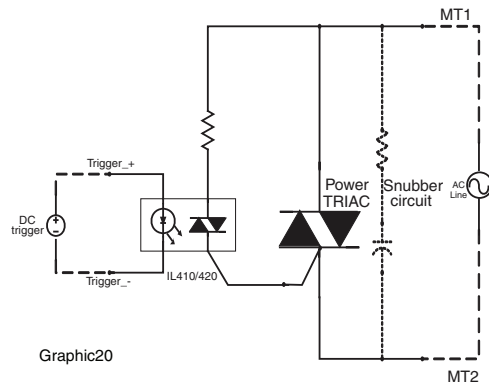 MT1
Trigger_+
Power
TRIAC
Snubber
circuit
AC
Line
DC
trigger
+
-
IL410/420
Trigger_-
Graphic20
MT2